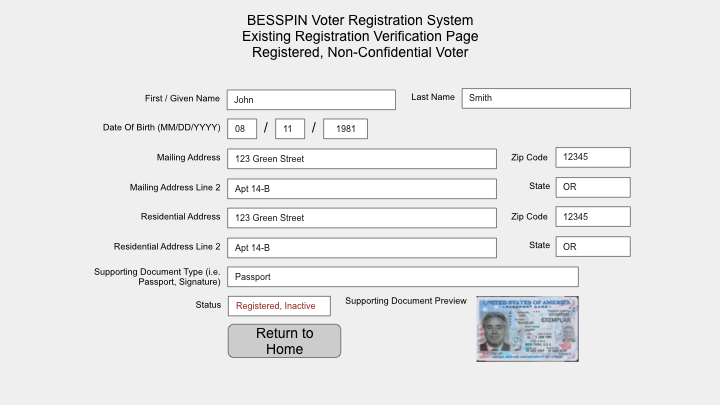 BESSPIN Voter Registration System
Existing Registration Verification Page
Registered, Non-Confidential Voter
First / Given Name John Last Name Smith
Date Of Birth (MM/DD/YYYY) 08 / 11 / 1981
Mailing Address 123 Green Street Zip Code 12345
Mailing Address Line 2 Apt 14-B State OR
Residential Address 123 Green Street Zip Code 12345
Residential Address Line 2 Apt 14-B State OR
Supporting Document Type (i.e.
Passport, Signature) Passport
Status Registered, Inactive Supporting Document Preview
UNITED STATES OF AMERICA
PASSPORT CARD
EXEMPLAR
Return to
Home